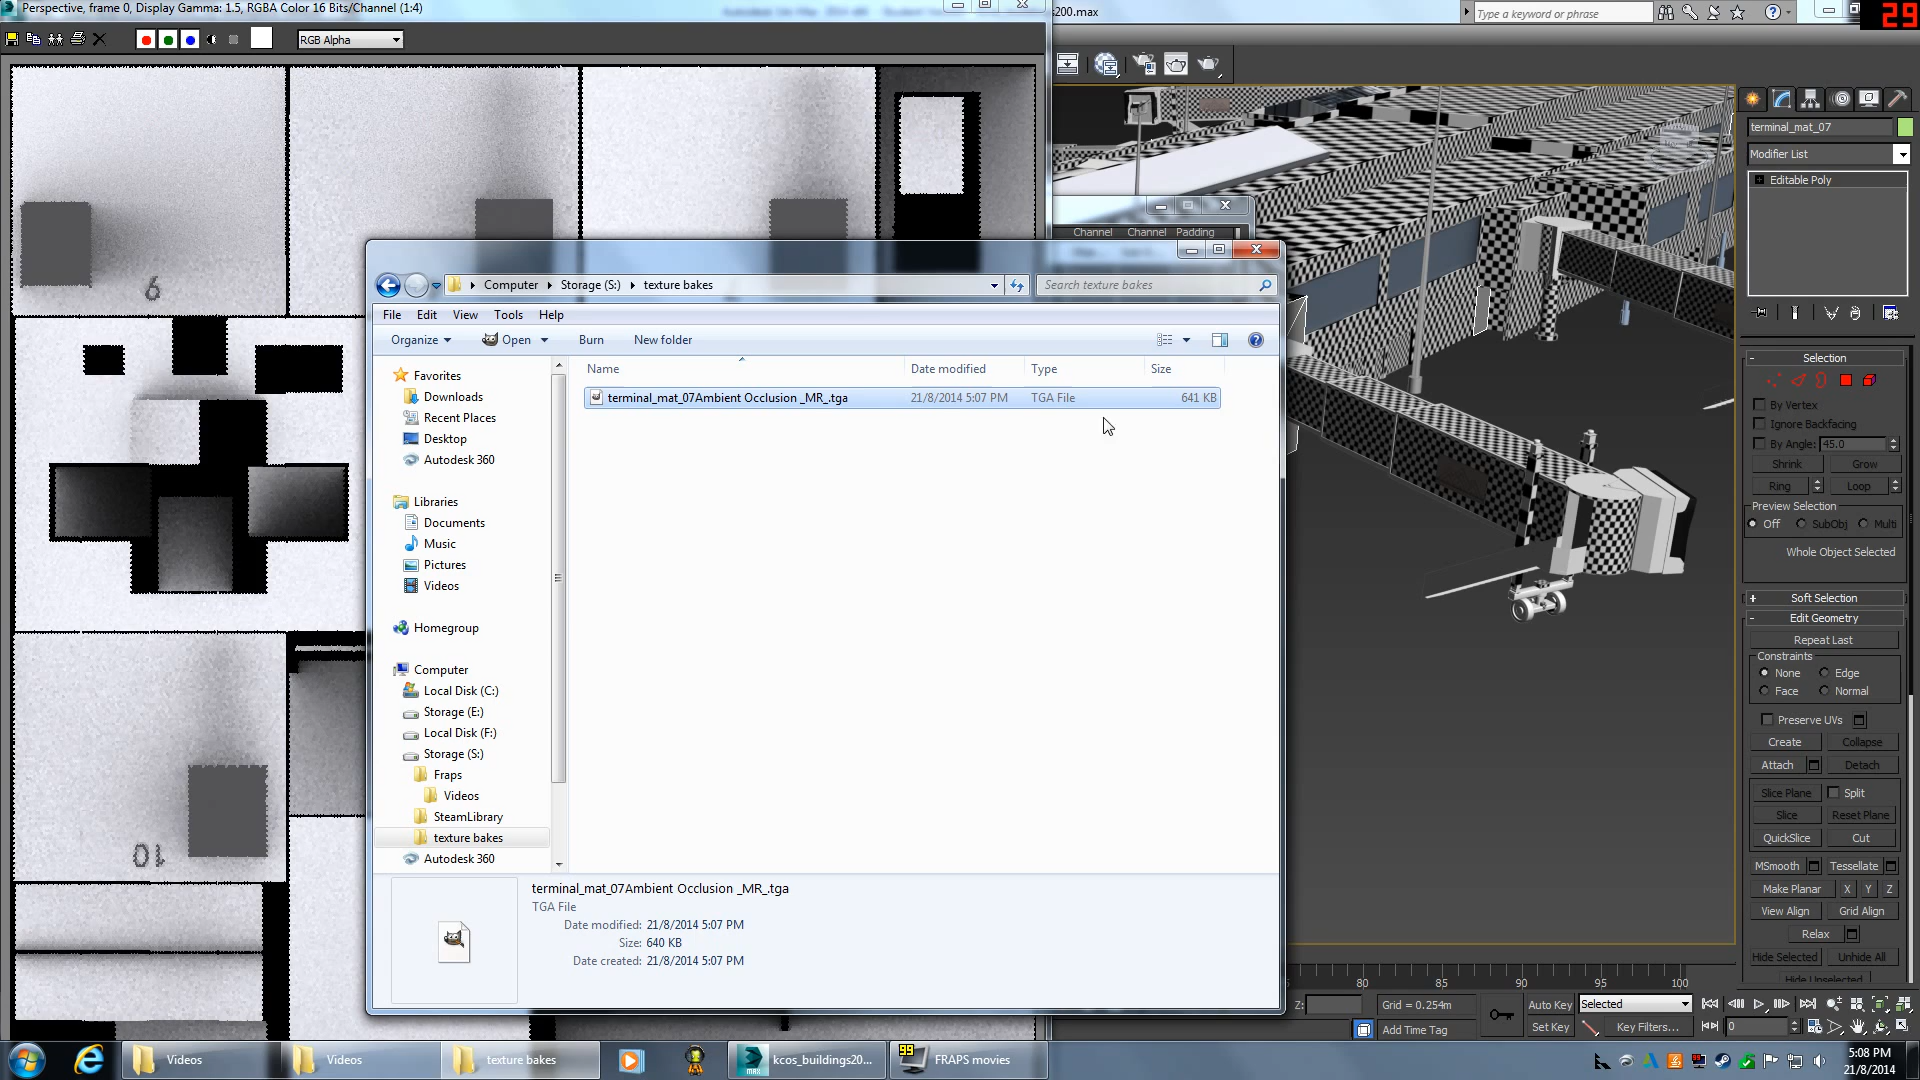 Perspective, frame 0, Display Gamma: 1.5, RGBA Color 16 Bits/Channel (1:4)
s200.max
Type a keyword or phrase
29
RGB Alpha
terminal_mat_07
Modifier List
Editable Poly
Channel Channel Padding
6
10
Computer Storage (S:) texture bakes
Search texture bakes
File Edit View Tools Help
Organize Open Burn New folder
Name Date modified Type Size
terminal_mat_07Ambient Occlusion _MR_.tga 21/8/2014 5:07 PM TGA File 641 KB
Favorites
Downloads
Recent Places
Desktop
Autodesk 360
Libraries
Documents
Music
Pictures
Videos
Homegroup
Computer
Local Disk (C:)
Storage (E:)
Local Disk (F:)
Storage (S:)
Fraps
Videos
SteamLibrary
texture bakes
Autodesk 360
terminal_mat_07Ambient Occlusion _MR_.tga
TGA File
Date modified: 21/8/2014 5:07 PM
Size: 640 KB
Date created: 21/8/2014 5:07 PM
Selection
By Vertex
Ignore Backfacing
By Angle: 45.0
Shrink Grow
Ring Loop
Preview Selection
Off SubObj Multi
Whole Object Selected
Soft Selection
Edit Geometry
Repeat Last
Constraints
None Edge
Face Normal
Preserve UVs
Create Collapse
Attach Detach
Slice Plane Split
Slice Reset Plane
QuickSlice Cut
MSmooth Tessellate
Make Planar X Y Z
View Align Grid Align
Relax
Hide Selected Unhide All
Hide Unselected
80 85 90 95 100
Z: Grid = 0.254m
Add Time Tag
Auto Key Selected
Set Key Key Filters... 0
Videos
Videos
texture bakes
MAX
kcos_buildings20...
99
FRAPS movies
5:08 PM
21/8/2014